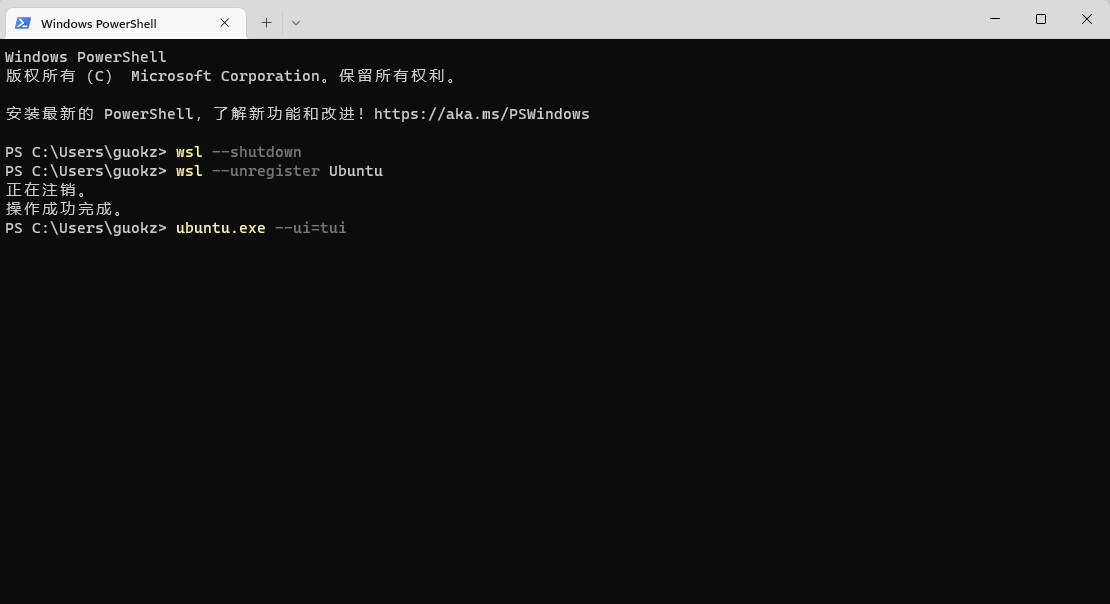 Windows PowerShell
Windows PowerShell
版权所有 (C)  Microsoft Corporation。保留所有权利。
安装最新的 PowerShell，了解新功能和改进！https://aka.ms/PSWindows
PS C:\Users\guokz> wsl --shutdown
PS C:\Users\guokz> wsl --unregister Ubuntu
正在注销。
操作成功完成。
PS C:\Users\guokz> ubuntu.exe --ui=tui